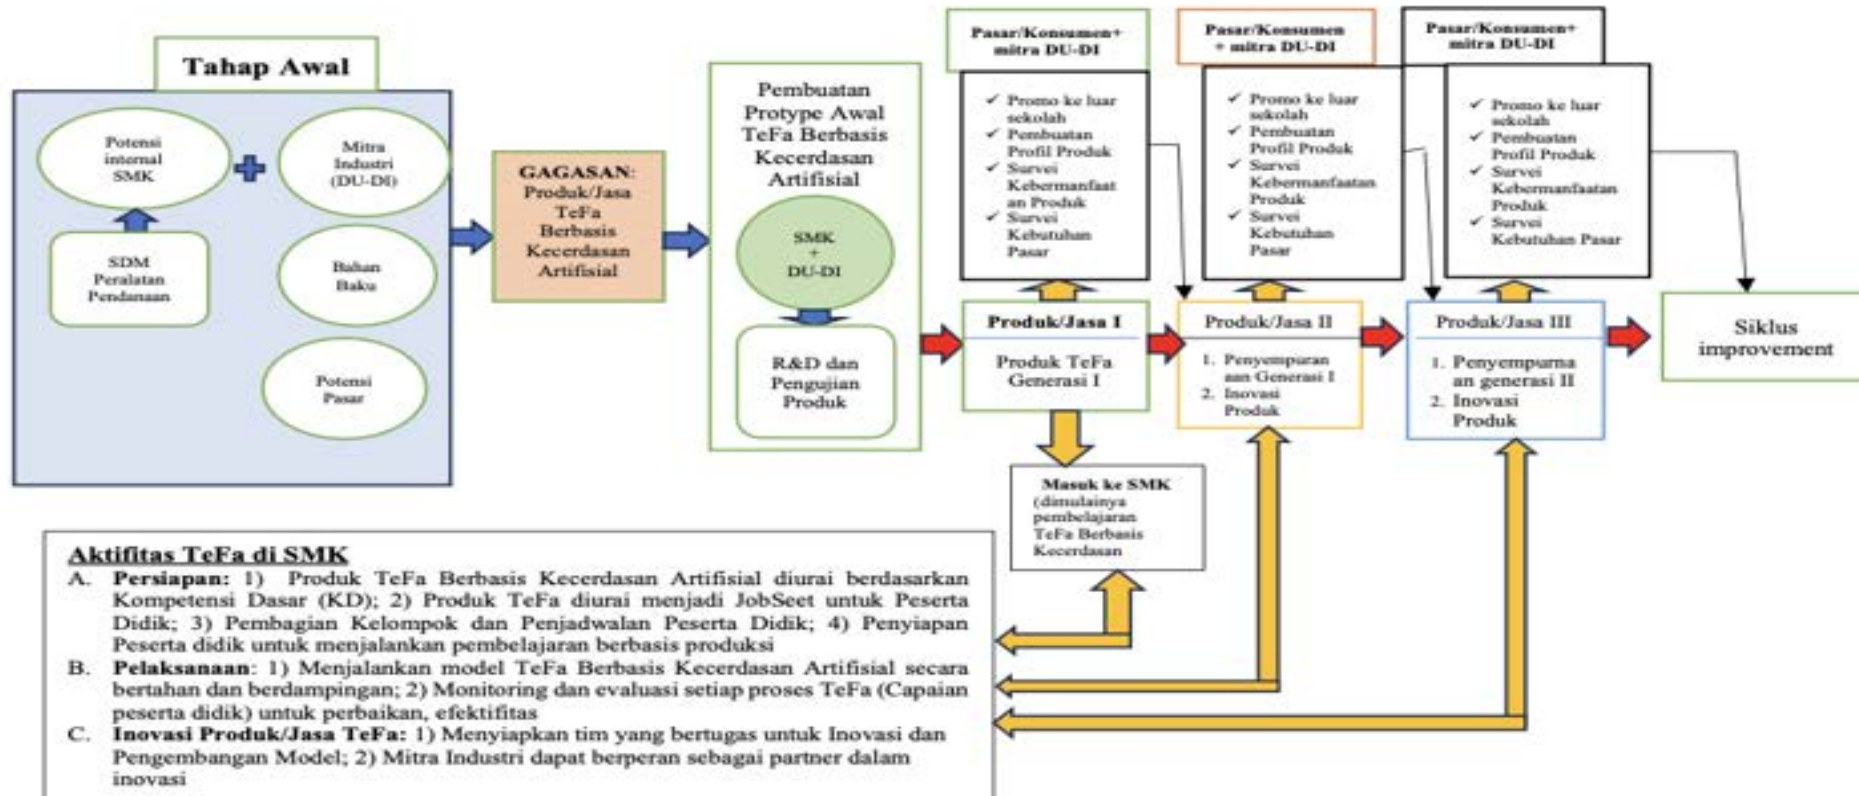 Tahap Awal
Potensi
internal
SMK
Mitra
Industri
(DU-DI)
SDM
Peralatan
Pendanaan
Bahan
Baku
Potensi
Pasar
GAGASAN:
Produk/Jasa
TeFa
Berbasis
Kecerdasan
Artifisial
Pembuatan
Protype Awal
TeFa Berbasis
Kecerdasan
Artifisial
SMK
+
DU-DI
R&D dan
Pengujian
Produk
Pasar/Konsumen+
mitra DU-DI
✓ Promo ke luar
sekolah
✓ Pembuatan
Profil Produk
✓ Survei
Kebermanfaat
an Produk
✓ Survei
Kebutuhan
Pasar
Produk/Jasa I
Produk TeFa
Generasi I
Masuk ke SMK
(dimulainya
pembelajaran
TeFa Berbasis
Kecerdasan
Pasar/Konsumen
+ mitra DU-DI
✓ Promo ke luar
sekolah
✓ Pembuatan
Profil Produk
✓ Survei
Kebermanfaatan
Produk
✓ Survei
Kebutuhan
Pasar
Produk/Jasa II
1. Penyempuran
aan Generasi I
2. Inovasi
Produk
Pasar/Konsumen+
mitra DU-DI
✓ Promo ke luar
sekolah
✓ Pembuatan
Profil Produk
✓ Survei
Kebermanfaatan
Produk
✓ Survei
Kebutuhan Pasar
Produk/Jasa III
1. Penyempurna
an generasi II
2. Inovasi
Produk
Siklus
improvement
Aktifitas TeFa di SMK
A. Persiapan: 1) Produk TeFa Berbasis Kecerdasan Artifisial diurai berdasarkan
Kompetensi Dasar (KD); 2) Produk TeFa diurai menjadi JobSeet untuk Peserta
Didik; 3) Pembagian Kelompok dan Penjadwalan Peserta Didik; 4) Penyiapan
Peserta didik untuk menjalankan pembelajaran berbasis produksi
B. Pelaksanaan: 1) Menjalankan model TeFa Berbasis Kecerdasan Artifisial secara
bertahan dan berdampingan; 2) Monitoring dan evaluasi setiap proses TeFa (Capaian
peserta didik) untuk perbaikan, efektifitas
C. Inovasi Produk/Jasa TeFa: 1) Menyiapkan tim yang bertugas untuk Inovasi dan
Pengembangan Model; 2) Mitra Industri dapat berperan sebagai partner dalam
inovasi